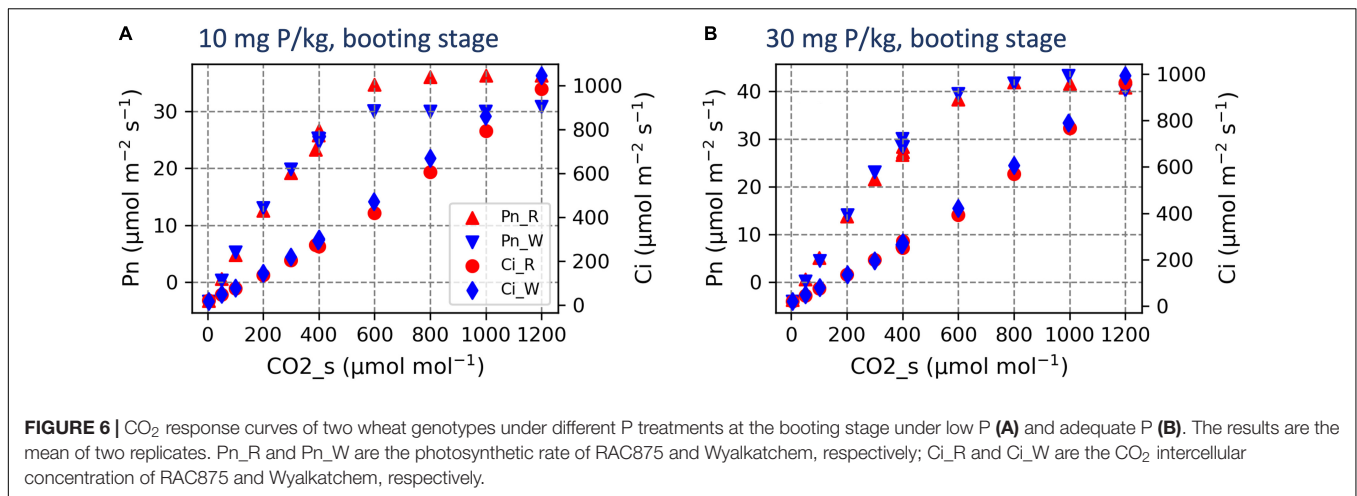 A 10 mg P/kg, booting stage
Pn (μmol m⁻² s⁻¹)
30
20
10
0
1000
800
600
400
200
0
Ci (μmol m⁻² s⁻¹)
Pn_R
Pn_W
Ci_R
Ci_W
0 200 400 600 800 1000 1200
CO2_s (μmol mol⁻¹)
B 30 mg P/kg, booting stage
Pn (μmol m⁻² s⁻¹)
40
30
20
10
0
1000
800
600
400
200
0
Ci (μmol m⁻² s⁻¹)
0 200 400 600 800 1000 1200
CO2_s (μmol mol⁻¹)
FIGURE 6 | CO₂ response curves of two wheat genotypes under different P treatments at the booting stage under low P (A) and adequate P (B). The results are the
mean of two replicates. Pn_R and Pn_W are the photosynthetic rate of RAC875 and Wyalkatchem, respectively; Ci_R and Ci_W are the CO₂ intercellular
concentration of RAC875 and Wyalkatchem, respectively.